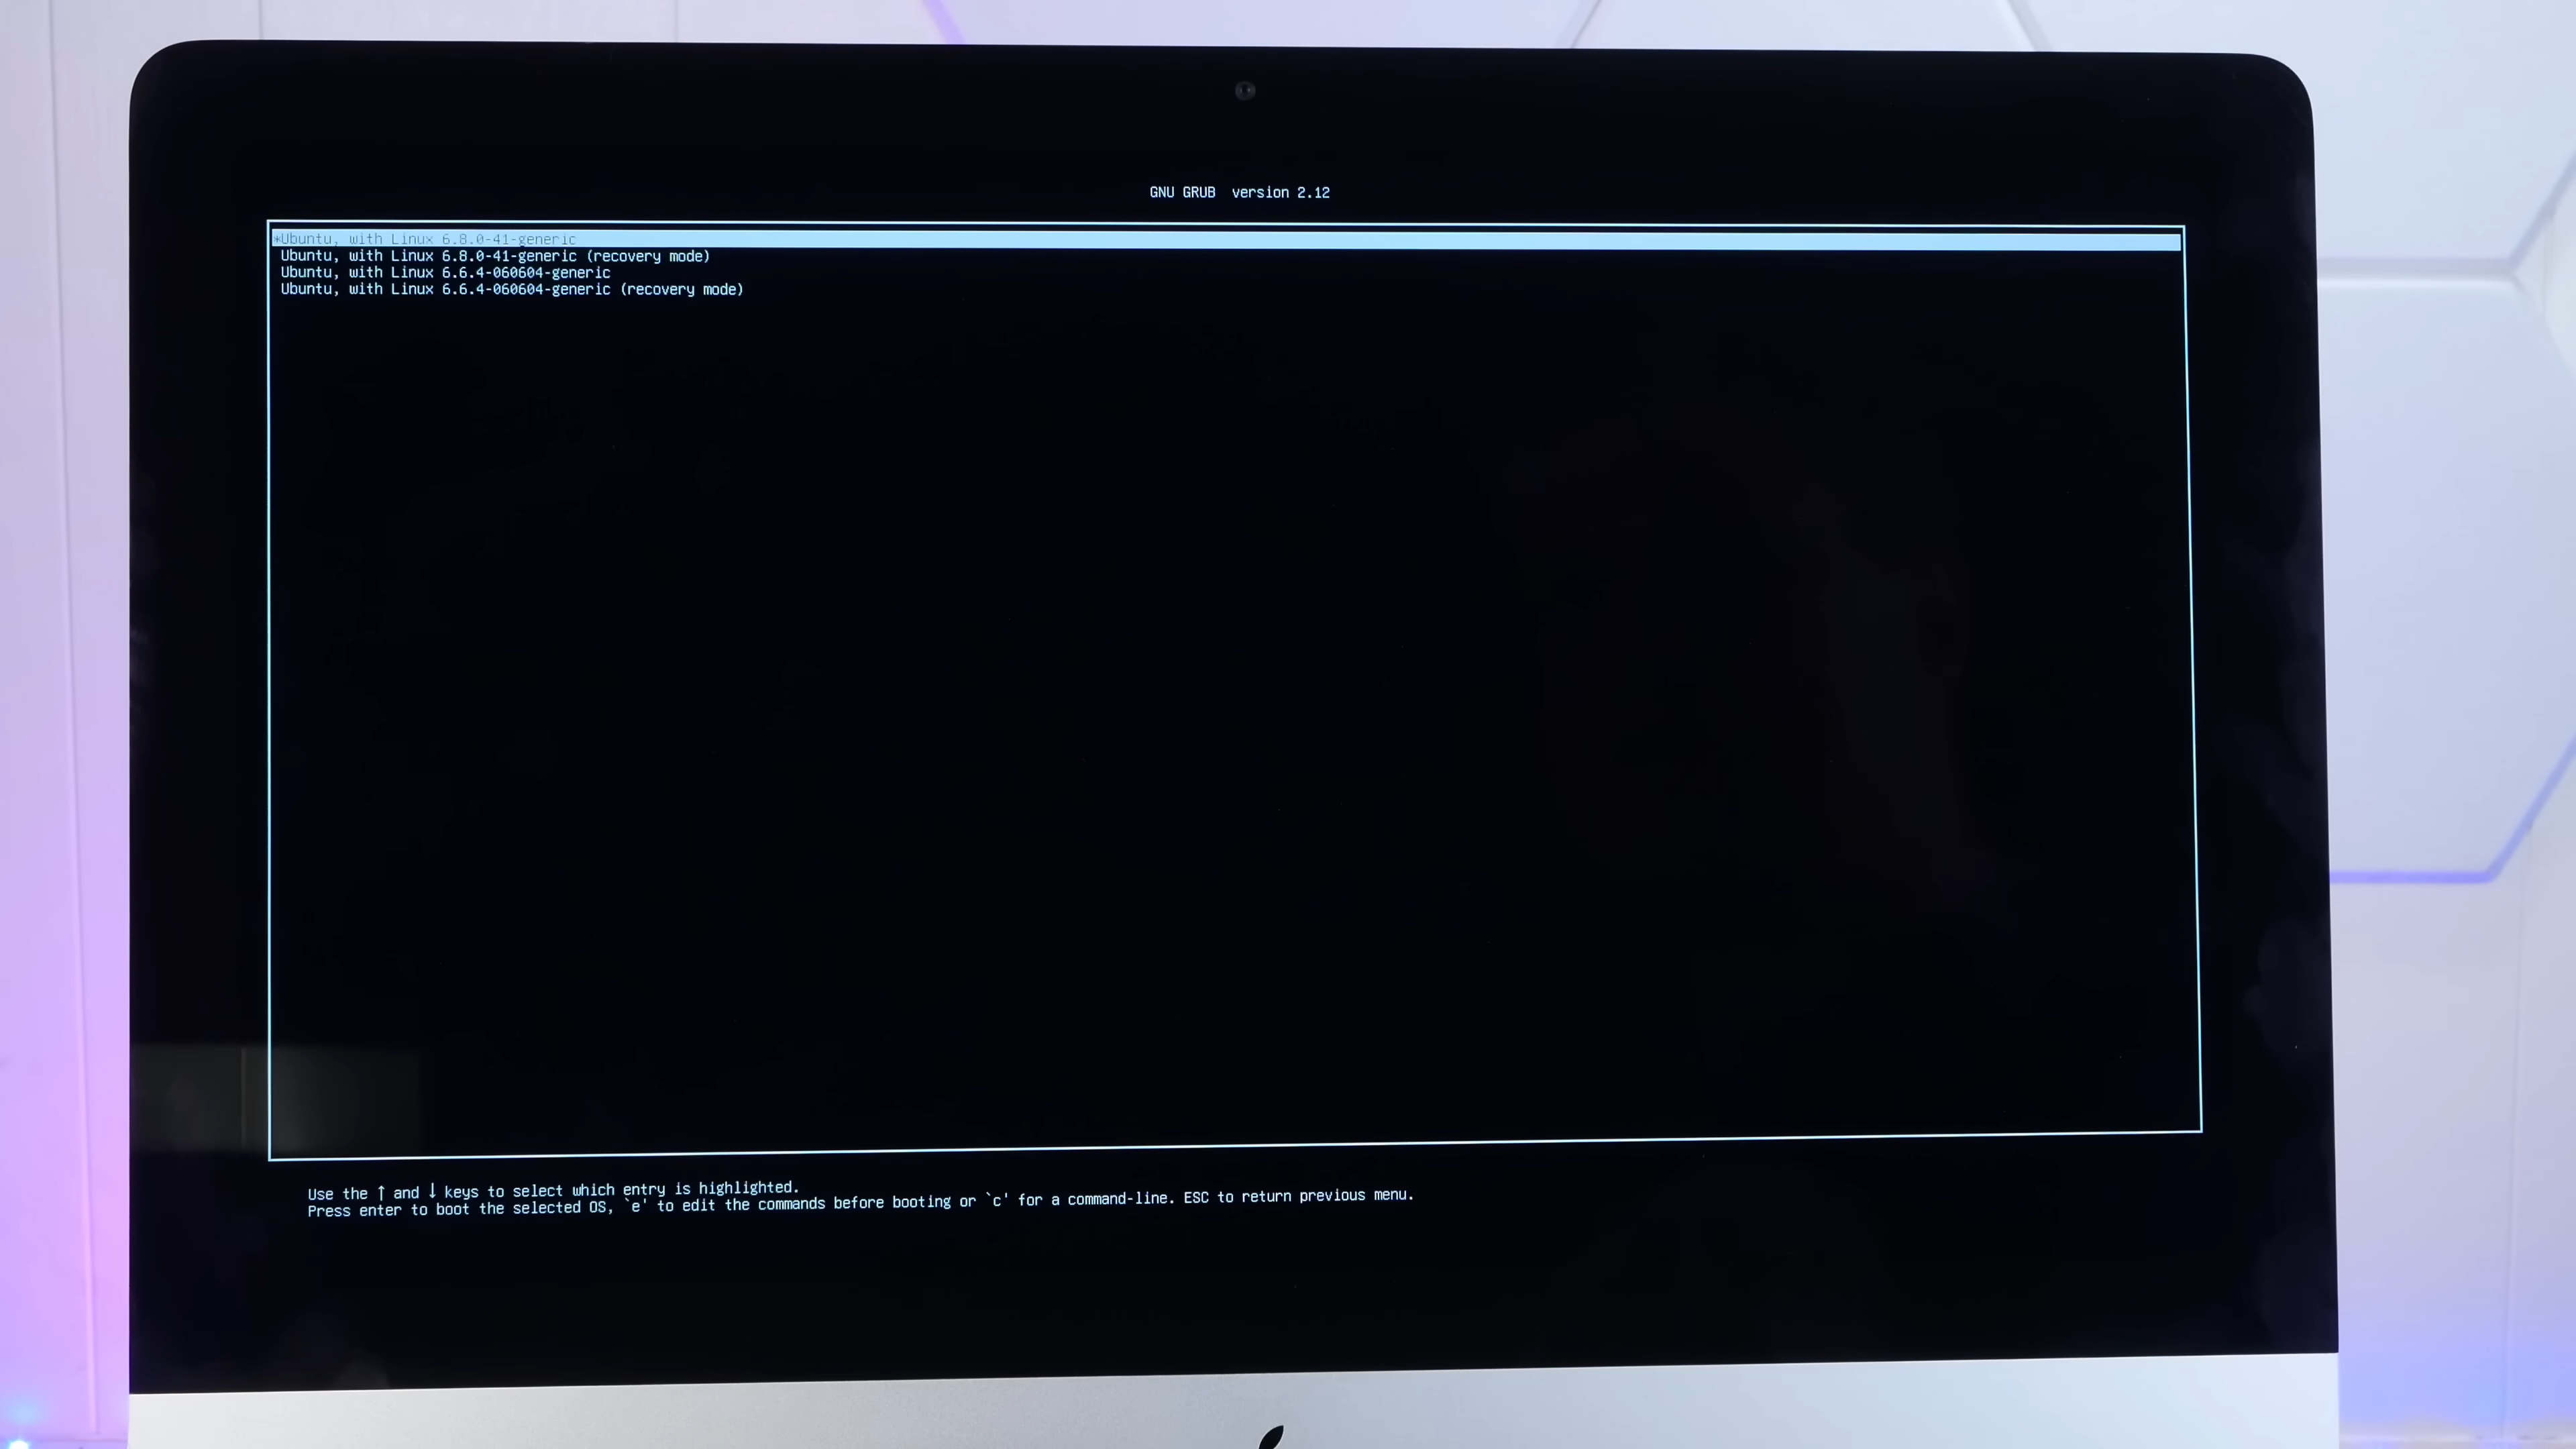 GNU GRUB  version 2.12
*Ubuntu, with Linux 6.8.0-41-generic
Ubuntu, with Linux 6.8.0-41-generic (recovery mode)
Ubuntu, with Linux 6.6.4-060604-generic
Ubuntu, with Linux 6.6.4-060604-generic (recovery mode)
Use the ↑ and ↓ keys to select which entry is highlighted.
Press enter to boot the selected OS, `e' to edit the commands before booting or `c' for a command-line. ESC to return previous menu.